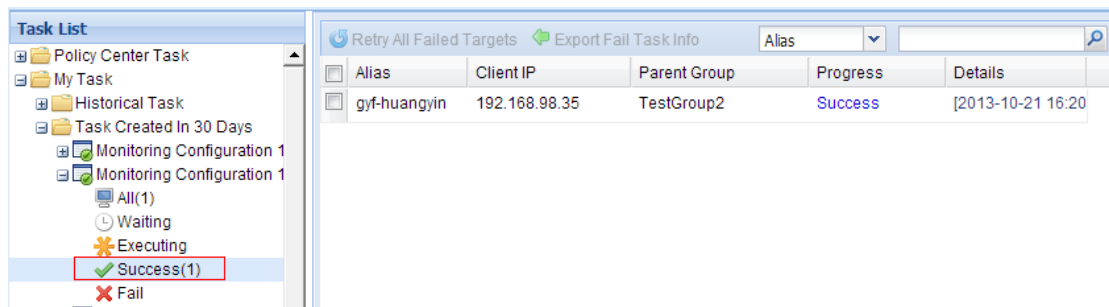 Task List
Policy Center Task
My Task
Historical Task
Task Created In 30 Days
Monitoring Configuration 1
Monitoring Configuration 1
All(1)
Waiting
Executing
Success(1)
Fail
Retry All Failed Targets Export Fail Task Info Alias
Alias Client IP Parent Group Progress Details
gyf-huangyin 192.168.98.35 TestGroup2 Success [2013-10-21 16:20